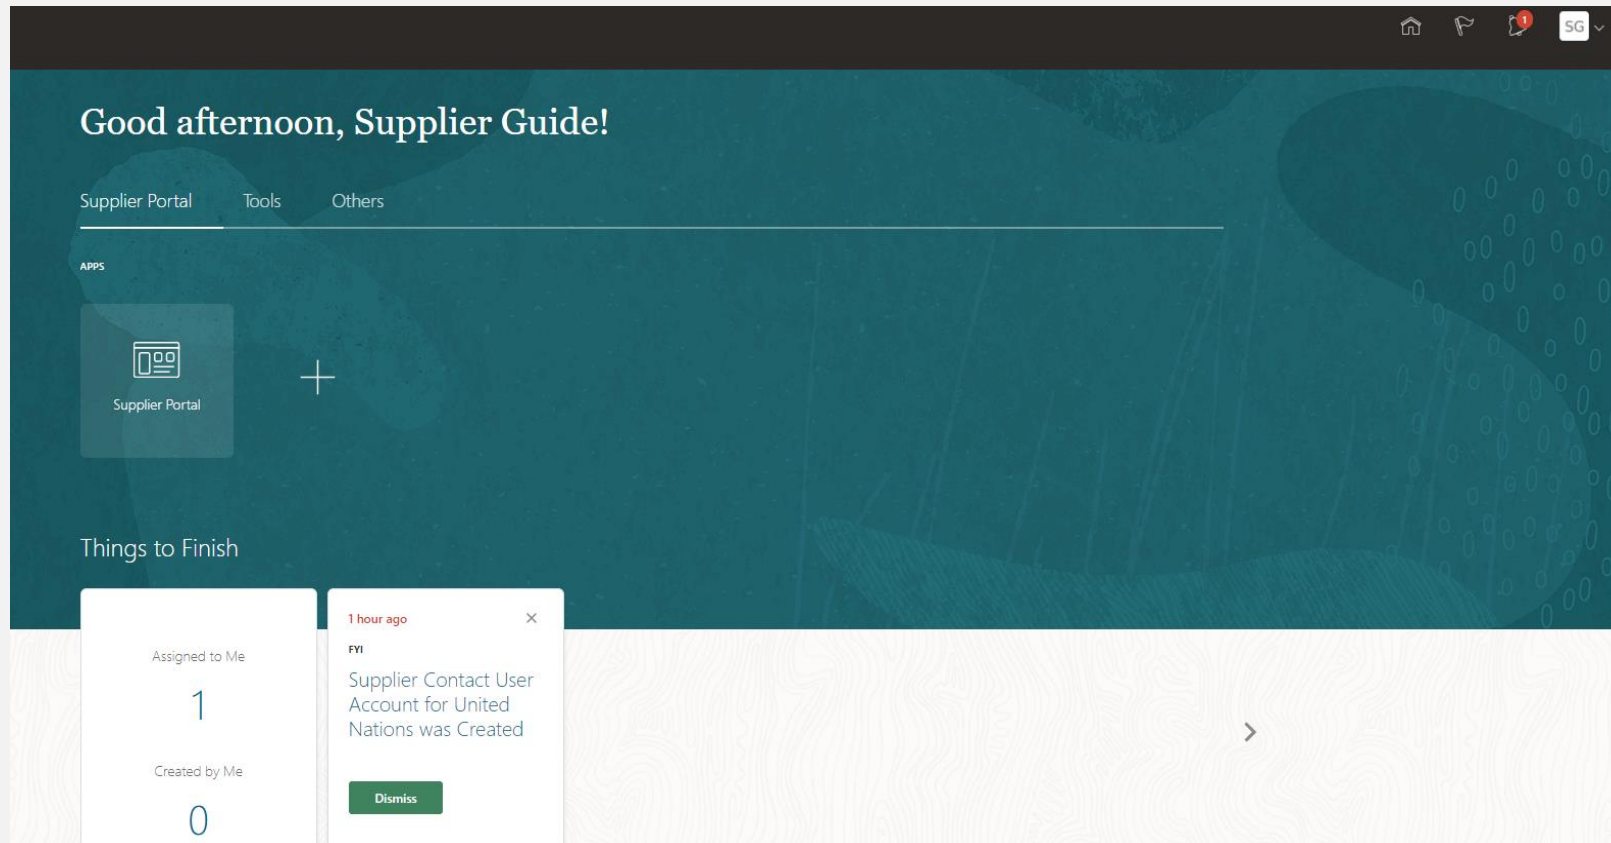 1
SG
Good afternoon, Supplier Guide!
Supplier Portal Tools Others
APPS
Supplier Portal
Things to Finish
Assigned to Me
1
Created by Me
0
1 hour ago
FYI
Supplier Contact User
Account for United
Nations was Created
Dismiss